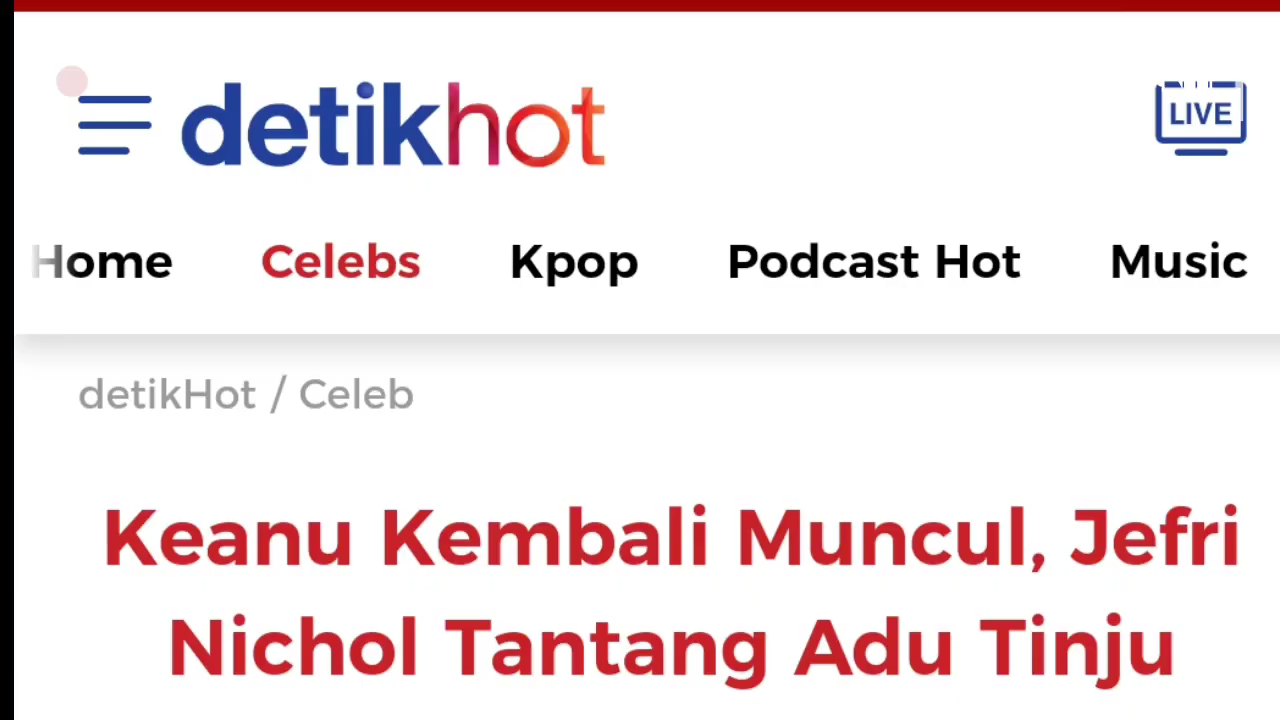 detikhot
LIVE
Home Celebs Kpop Podcast Hot Music
detikHot / Celeb
Keanu Kembali Muncul, Jefri
Nichol Tantang Adu Tinju